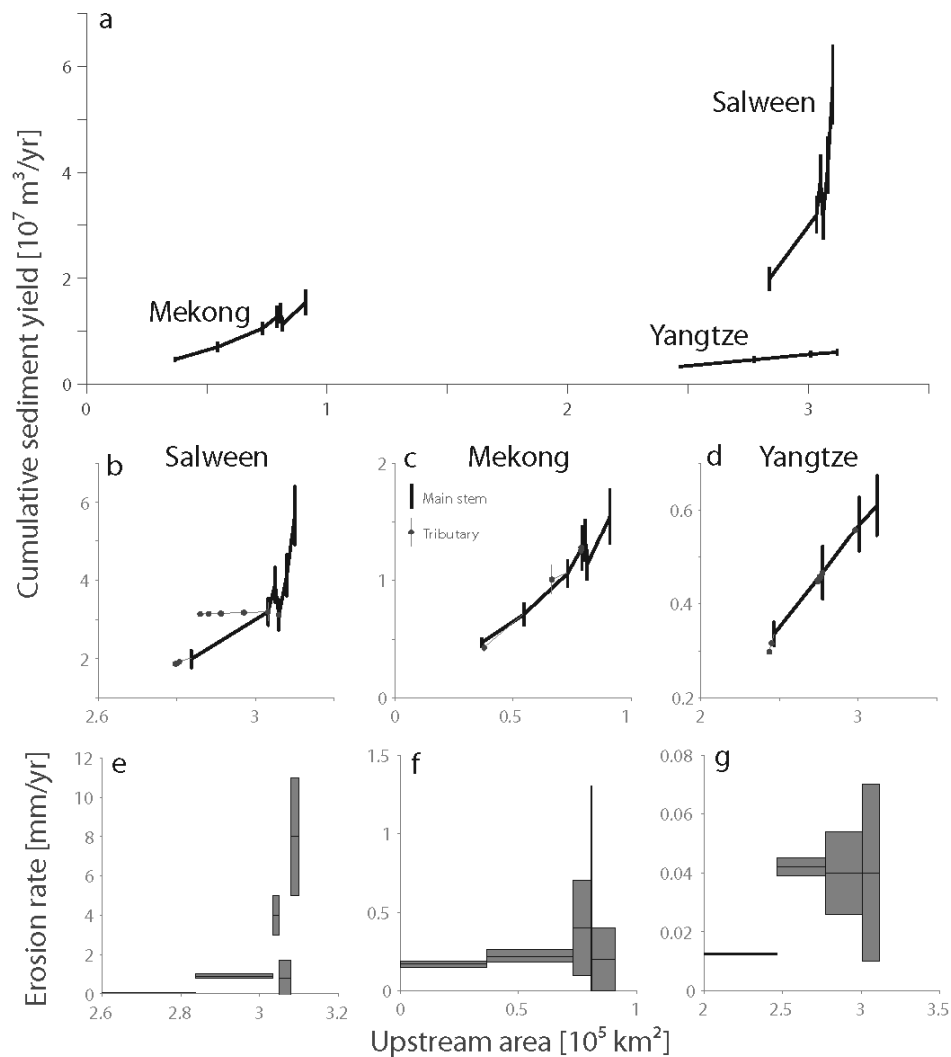 a
Cumulative sediment yield [10⁷ m³/yr]
6
4
2
0
Salween
Mekong
Yangtze
0
1
2
3
b
Salween
6
4
2
2.6
3
c
Mekong
2
1
0
Main stem
Tributary
0
0.5
1
d
Yangtze
0.6
0.4
0.2
2
3
Erosion rate [mm/yr]
e
12
10
8
6
4
2
0
2.6
2.8
3.0
3.2
f
1.5
1
0.5
0
0
0.5
1
g
0.08
0.06
0.04
0.02
0
2
2.5
3
3.5
Upstream area [10⁵ km²]